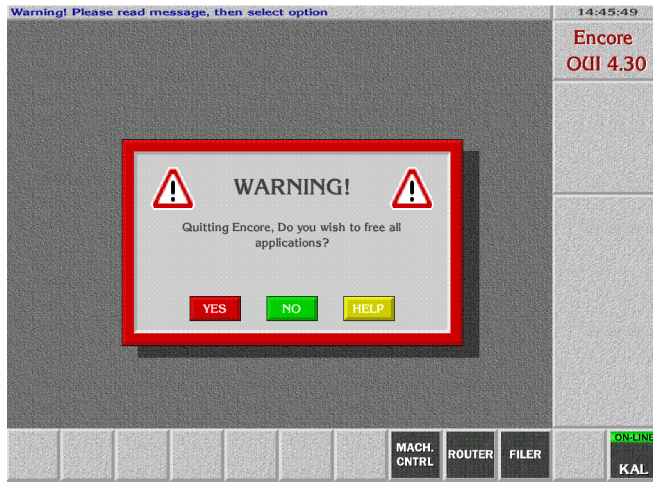 Warning! Please read message, then select option
14:45:49
Encore
OUI 4.30
WARNING!
Quitting Encore, Do you wish to free all
applications?
YES
NO
HELP
MACH.
CNTRL
ROUTER
FILER
ON-LINE
KAL